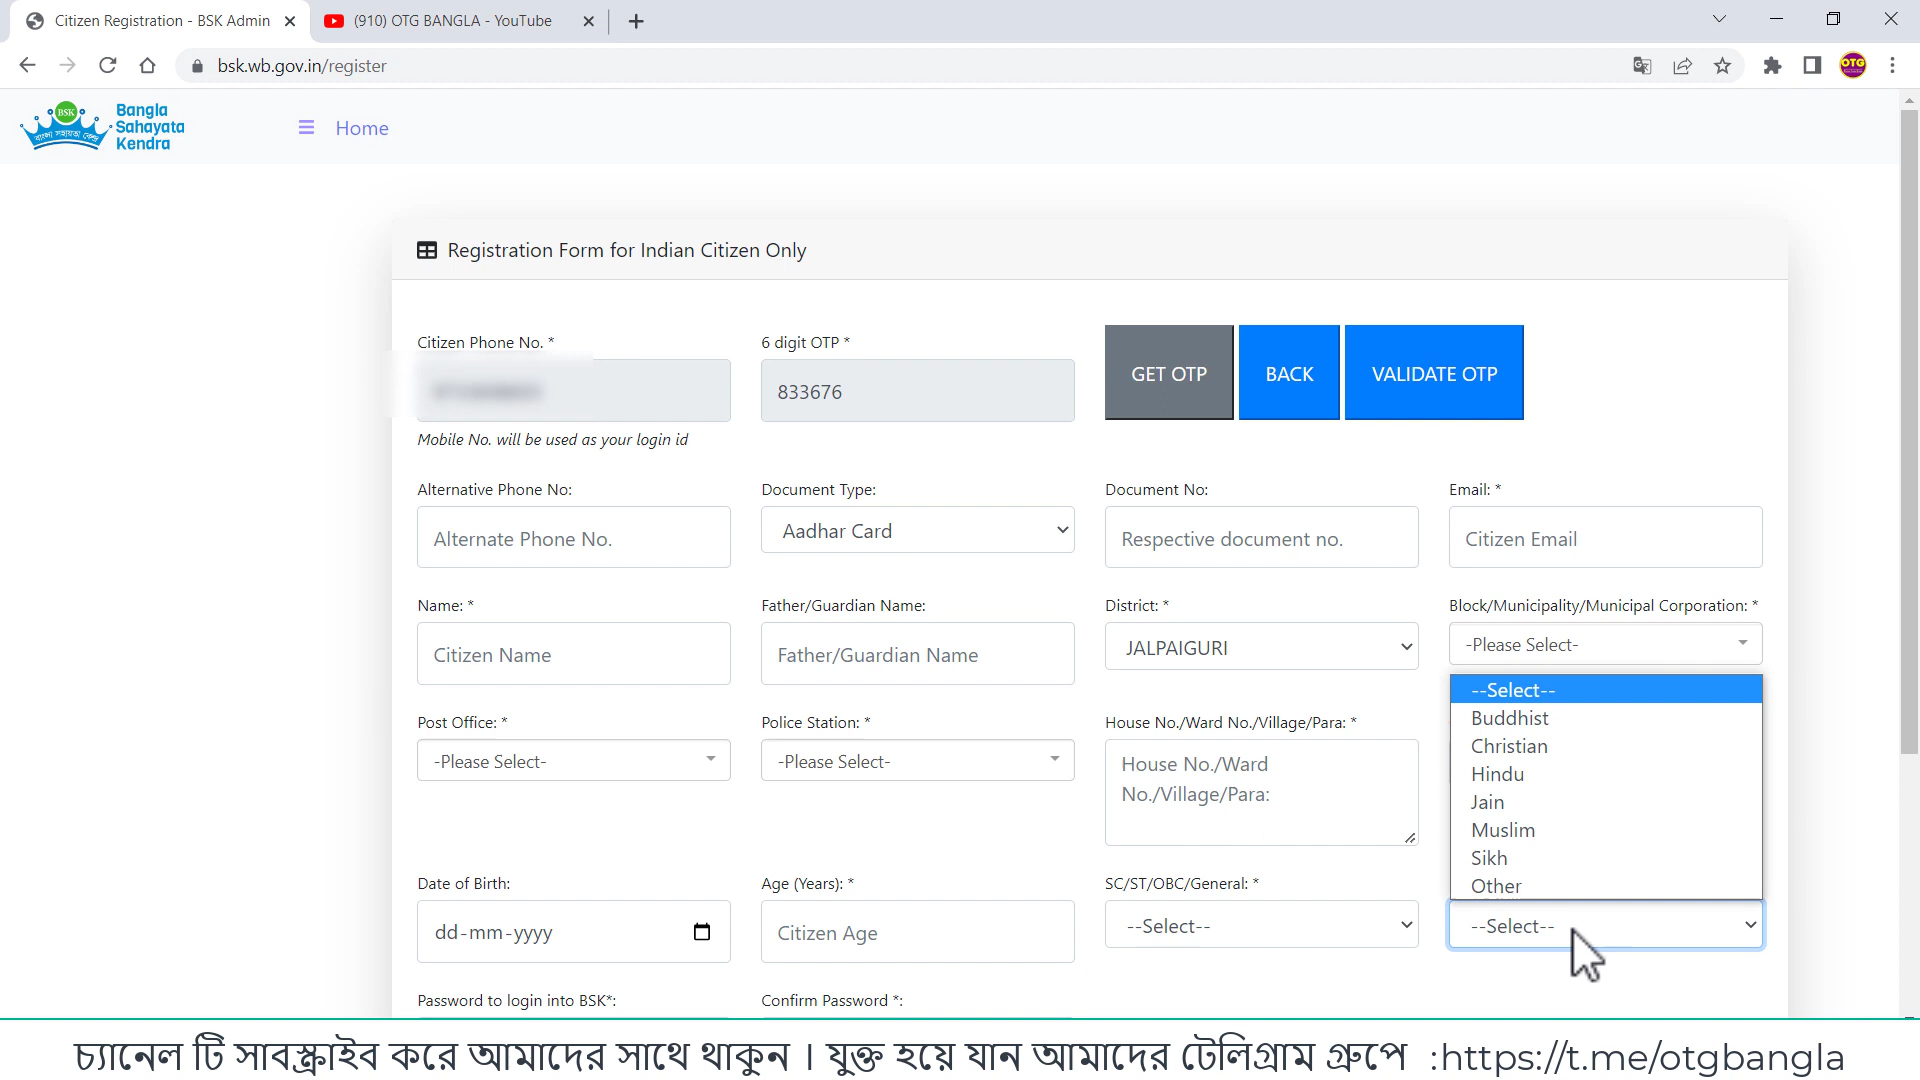 Citizen Registration - BSK Admin
(910) OTG BANGLA - YouTube
bsk.wb.gov.in/register
OTG
BSK
বাংলা সহায়তা কেন্দ্র
Bangla
Sahayata
Kendra
Home
Registration Form for Indian Citizen Only
Citizen Phone No. *
6 digit OTP *
833676
GET OTP
BACK
VALIDATE OTP
Mobile No. will be used as your login id
Alternative Phone No:
Document Type:
Document No:
Email: *
Alternate Phone No.
Aadhar Card
Respective document no.
Citizen Email
Name: *
Father/Guardian Name:
District: *
Block/Municipality/Municipal Corporation: *
Citizen Name
Father/Guardian Name
JALPAIGURI
-Please Select-
Post Office: *
Police Station: *
House No./Ward No./Village/Para: *
-Please Select-
-Please Select-
House No./Ward
No./Village/Para:
--Select--
Buddhist
Christian
Hindu
Jain
Muslim
Sikh
Other
Date of Birth:
Age (Years): *
SC/ST/OBC/General: *
dd-mm-yyyy
Citizen Age
--Select--
--Select--
Password to login into BSK*:
Confirm Password *:
চ্যানেল টি সাবস্ক্রাইব করে আমাদের সাথে থাকুন । যুক্ত হয়ে যান আমাদের টেলিগ্রাম গ্রুপে :https://t.me/otgbangla